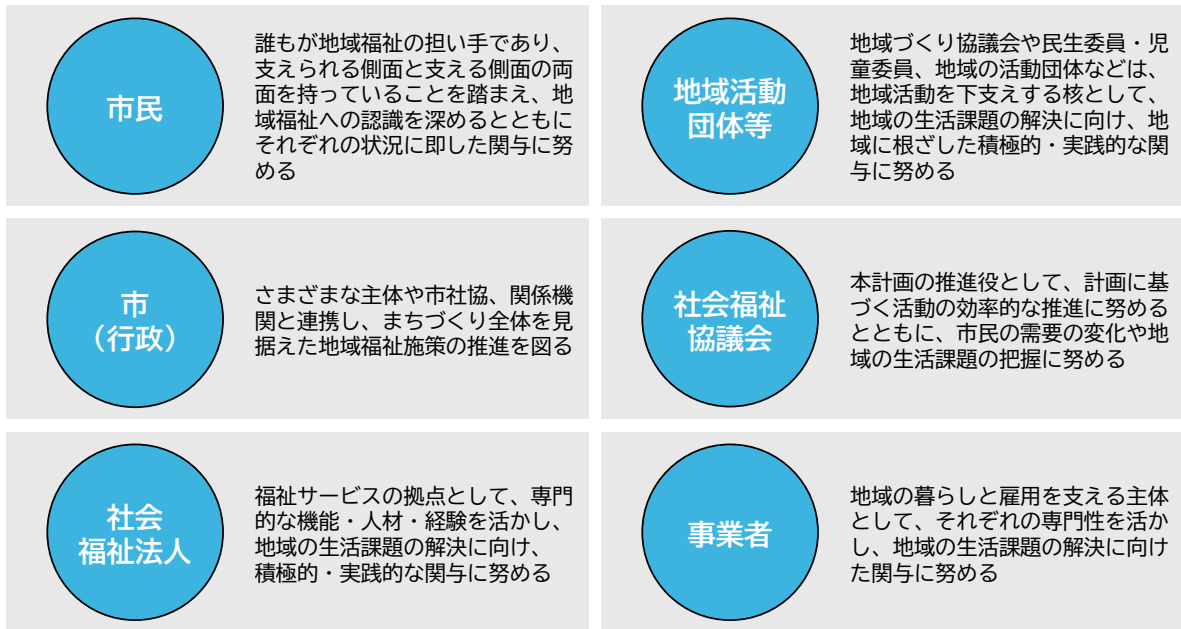 市民
誰もが地域福祉の担い手であり、
支えられる側面と支える側面の両
面を持っていることを踏まえ、地
域福祉への認識を深めるとともに
それぞれの状況に即した関与に努
める
地域活動
団体等
地域づくり協議会や民生委員・児
童委員、地域の活動団体などは、
地域活動を下支えする核として、
地域の生活課題の解決に向け、地
域に根ざした積極的・実践的な関
与に努める
市
（行政）
さまざまな主体や市社協、関係機
関と連携し、まちづくり全体を見
据えた地域福祉施策の推進を図る
社会福祉
協議会
本計画の推進役として、計画に基
づく活動の効率的な推進に努める
とともに、市民の需要の変化や地
域の生活課題の把握に努める
社会
福祉法人
福祉サービスの拠点として、専門
的な機能・人材・経験を活かし、
地域の生活課題の解決に向け、
積極的・実践的な関与に努める
事業者
地域の暮らしと雇用を支える主体
として、それぞれの専門性を活か
し、地域の生活課題の解決に向け
た関与に努める